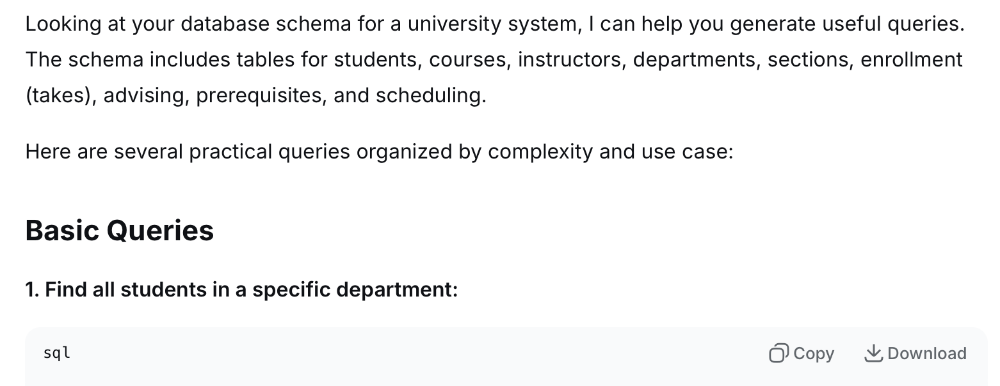 Looking at your database schema for a university system, I can help you generate useful queries.
The schema includes tables for students, courses, instructors, departments, sections, enrollment
(takes), advising, prerequisites, and scheduling.
Here are several practical queries organized by complexity and use case:
Basic Queries
1. Find all students in a specific department:
sql Copy Download